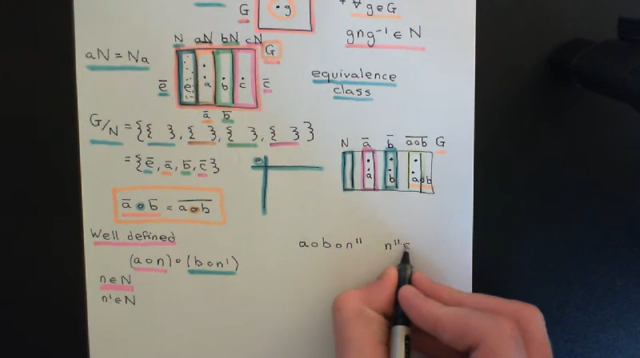 G
g
∀ g∈G
gng⁻¹ ∈ N
N aN bN cN
G
aN = Na
e a b c
ē c̄
ā b̄
equivalence
class
G/N = {{ }, { }, { }, { }}
= {ē, ā, b̄, c̄}
N ā b̄ a∘b G
a b a∘b
ā ∘ b̄ = a∘b
Well defined
(a∘n) ∘ (b∘n')
n∈N
n'∈N
a∘b∘n'' n''∈